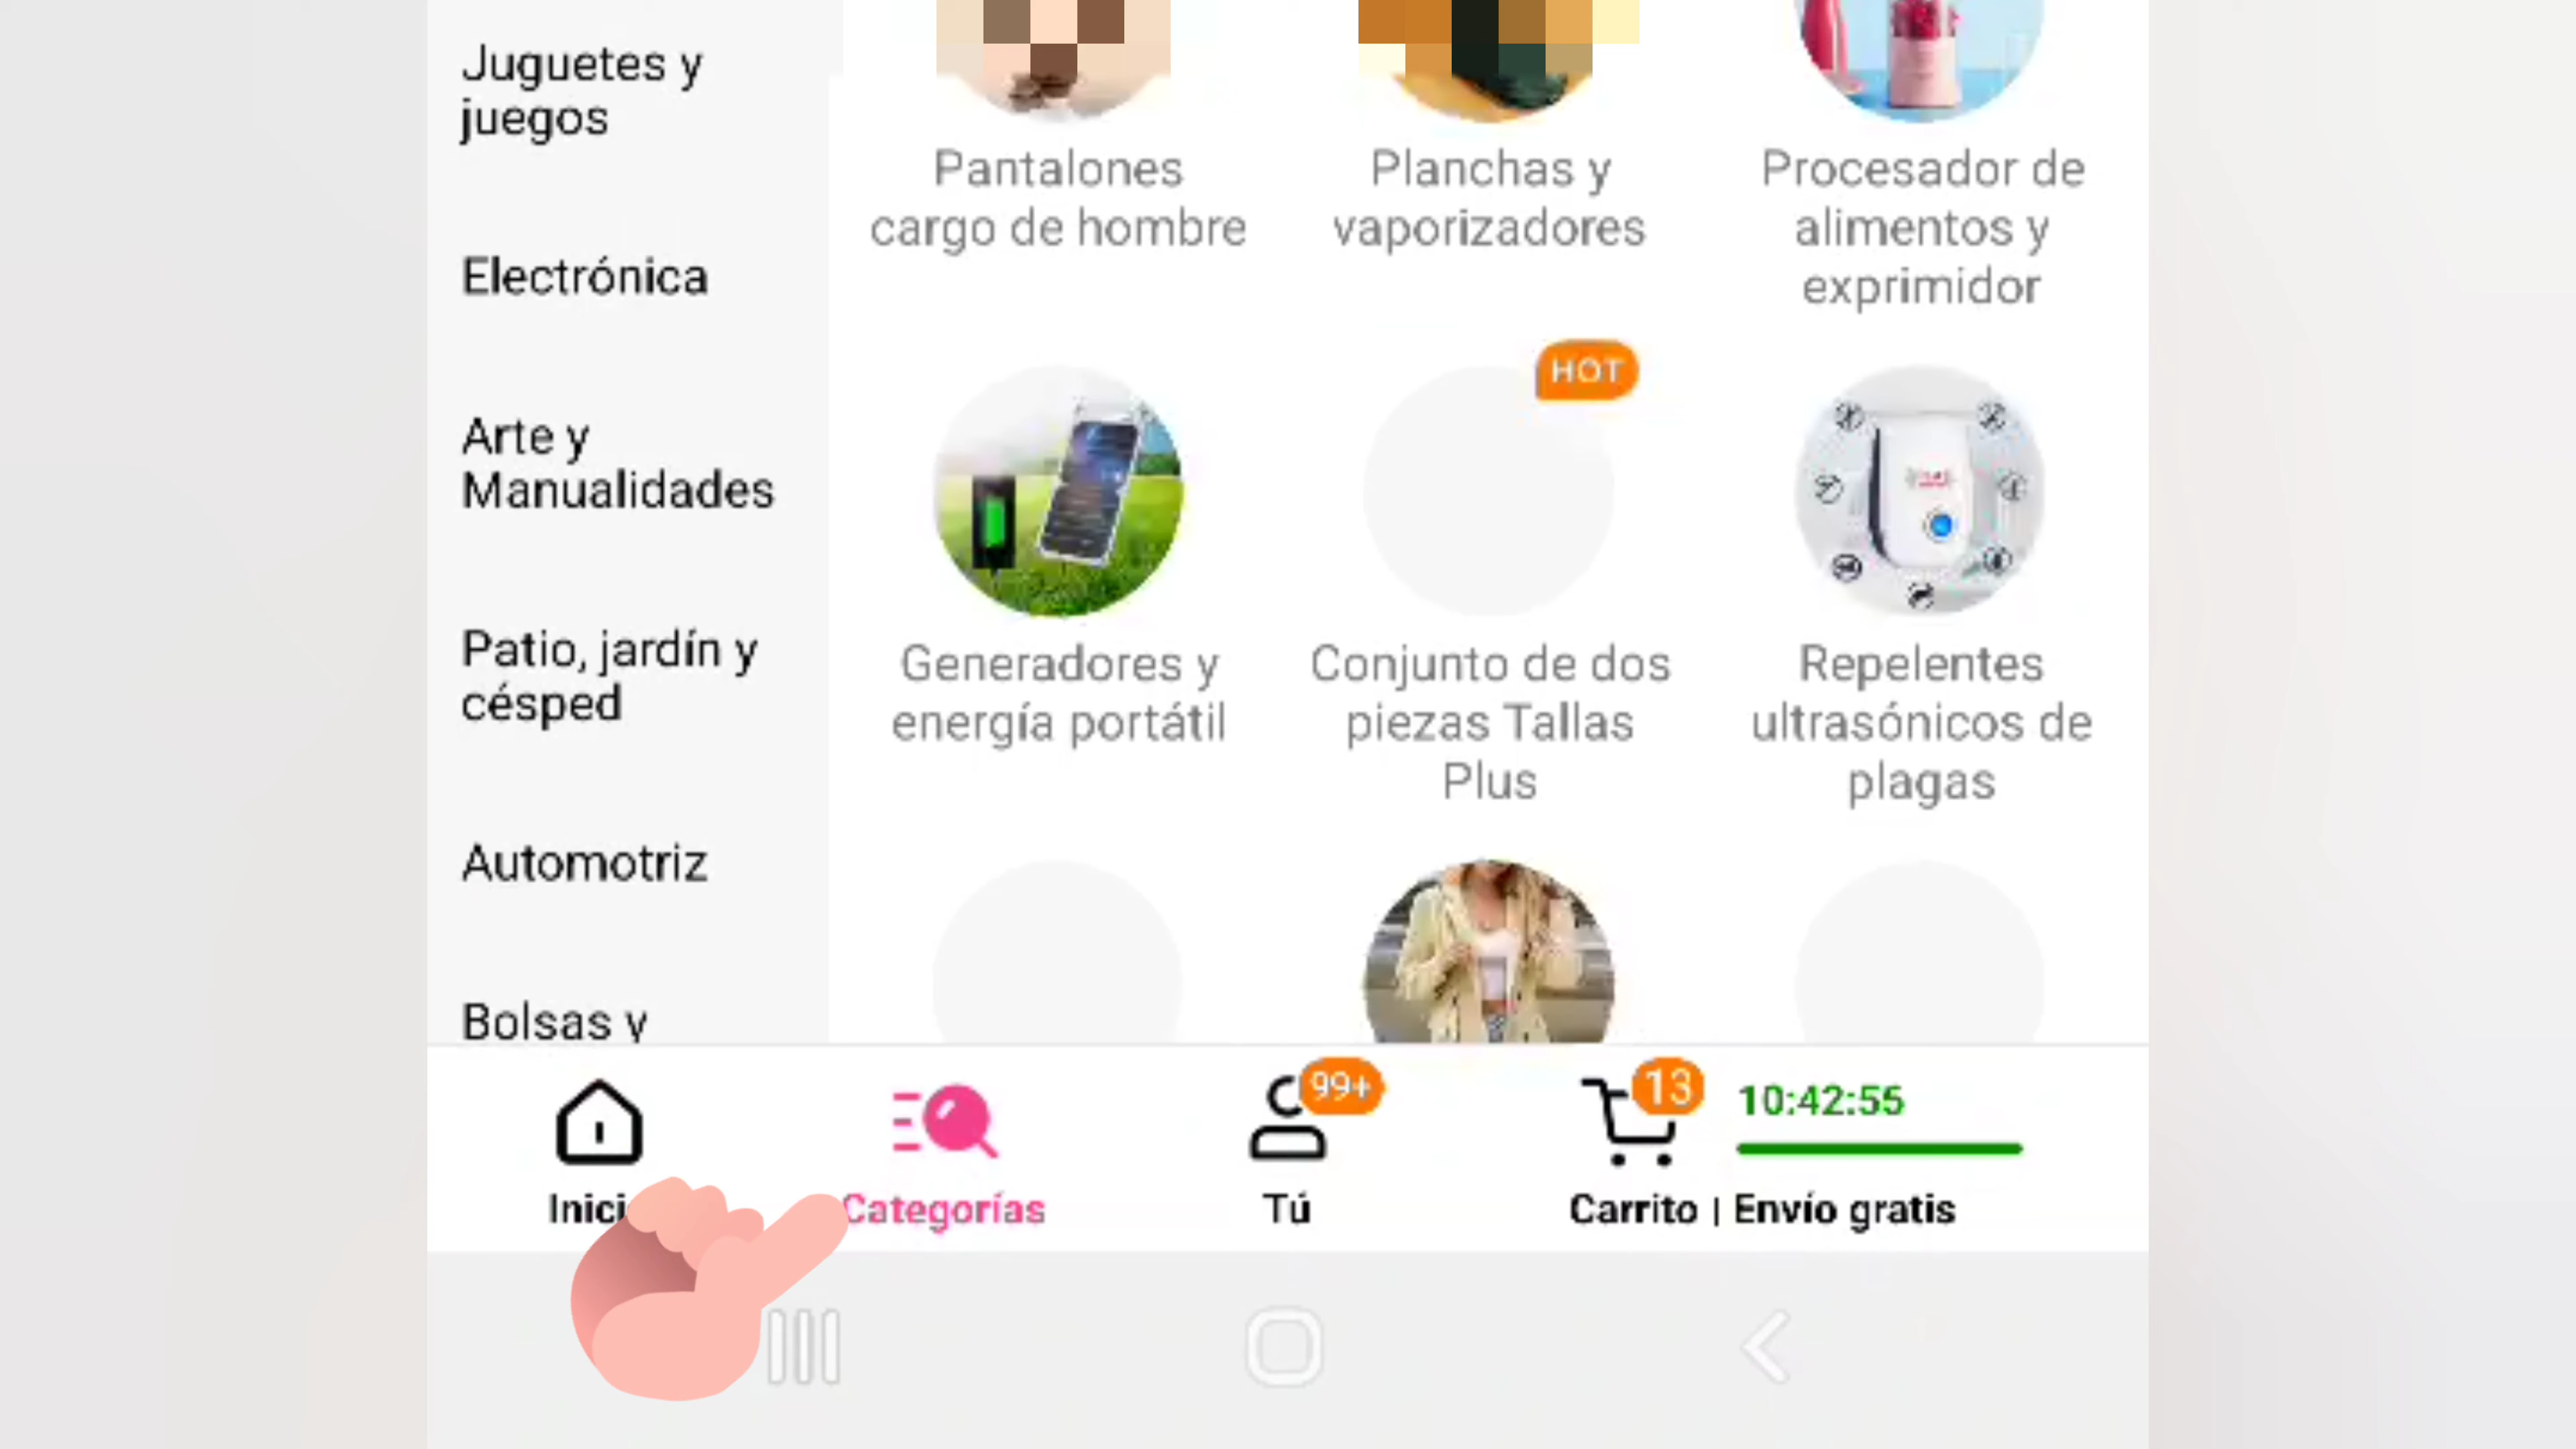 Juguetes y
juegos
Electrónica
Arte y
Manualidades
Patio, jardín y
césped
Automotriz
Bolsas y
Pantalones
cargo de hombre
Planchas y
vaporizadores
Procesador de
alimentos y
exprimidor
Generadores y
energía portátil
HOT
Conjunto de dos
piezas Tallas
Plus
Repelentes
ultrasónicos de
plagas
Inici
Categorías
99+
Tú
13
10:42:55
Carrito | Envío gratis